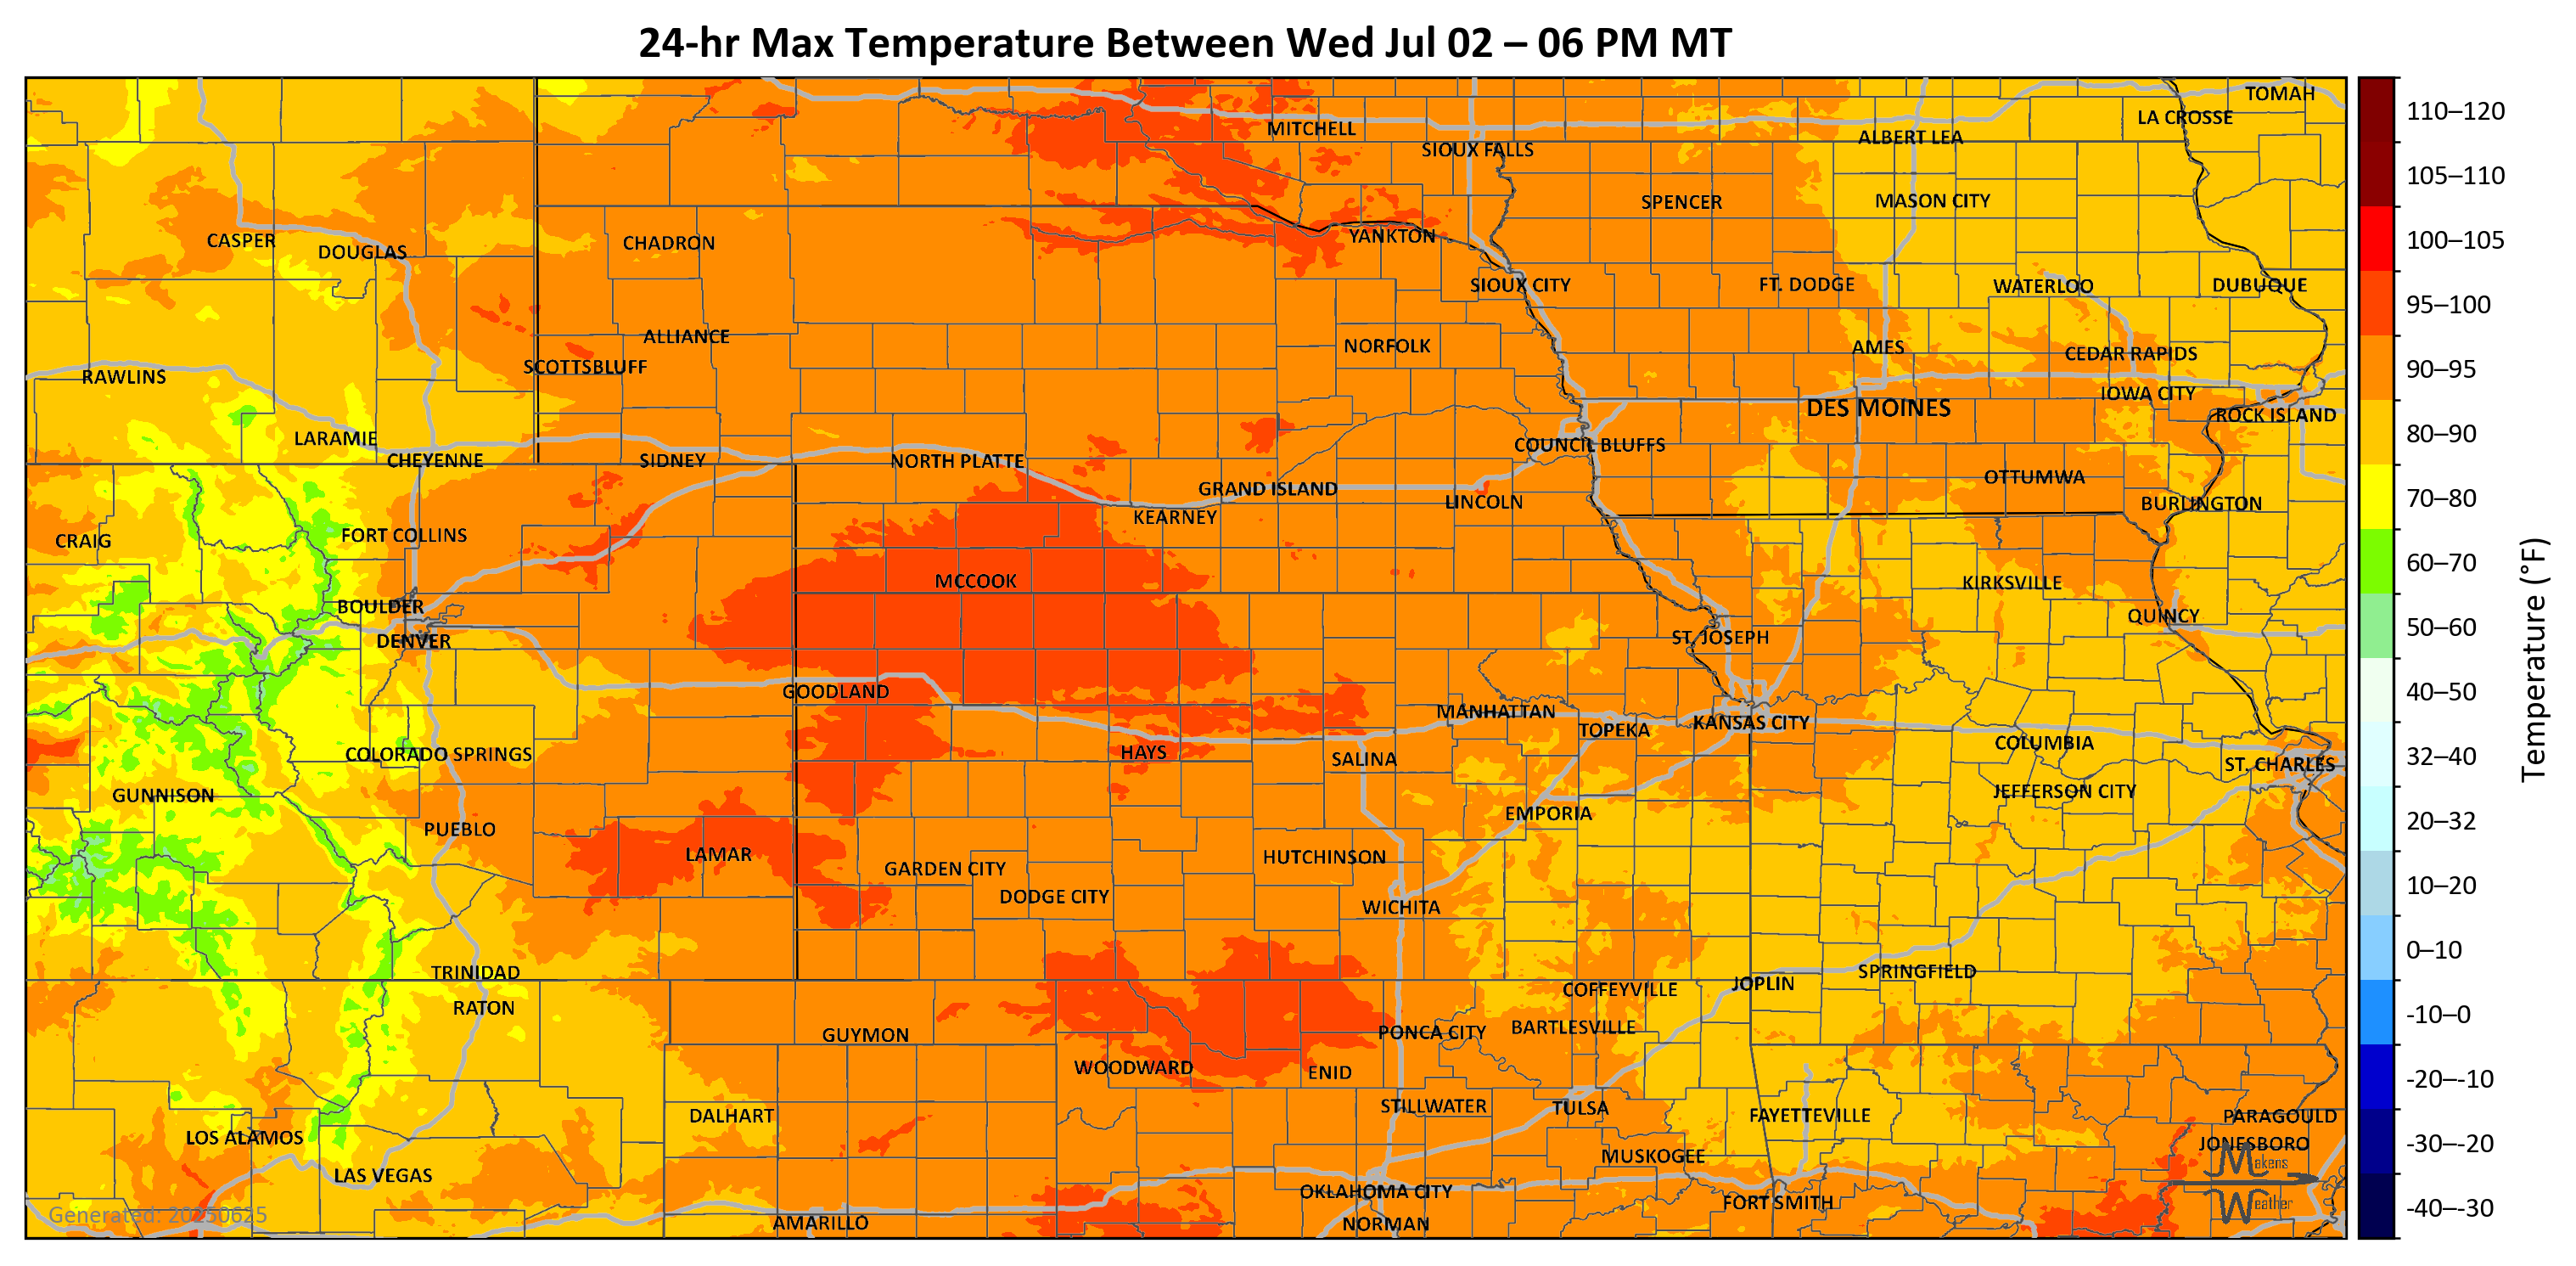 24-hr Max Temperature Between Wed Jul 02 – 06 PM MT
TOMAH
LA CROSSE
MITCHELL
ALBERT LEA
SIOUX FALLS
SPENCER
MASON CITY
CASPER
DOUGLAS
CHADRON
YANKTON
SIOUX CITY
FT. DODGE
WATERLOO
DUBUQUE
ALLIANCE
NORFOLK
AMES
CEDAR RAPIDS
SCOTTSBLUFF
RAWLINS
IOWA CITY
DES MOINES
ROCK ISLAND
LARAMIE
COUNCIL BLUFFS
CHEYENNE
SIDNEY
NORTH PLATTE
OTTUMWA
GRAND ISLAND
LINCOLN
BURLINGTON
KEARNEY
FORT COLLINS
CRAIG
MCCOOK
KIRKSVILLE
BOULDER
QUINCY
DENVER
ST. JOSEPH
GOODLAND
MANHATTAN
TOPEKA
KANSAS CITY
COLUMBIA
COLORADO SPRINGS
HAYS
SALINA
ST. CHARLES
GUNNISON
JEFFERSON CITY
EMPORIA
PUEBLO
LAMAR
HUTCHINSON
GARDEN CITY
DODGE CITY
WICHITA
TRINIDAD
SPRINGFIELD
JOPLIN
COFFEYVILLE
RATON
GUYMON
PONCA CITY
BARTLESVILLE
WOODWARD
ENID
STILLWATER
TULSA
DALHART
FAYETTEVILLE
PARAGOULD
LOS ALAMOS
JONESBORO
MUSKOGEE
LAS VEGAS
OKLAHOMA CITY
FORT SMITH
AMARILLO
NORMAN
Makens
Weather
Generated: 20250625
110–120
105–110
100–105
95–100
90–95
80–90
70–80
60–70
50–60
40–50
32–40
20–32
10–20
0–10
-10–0
-20–-10
-30–-20
-40–-30
Temperature (°F)